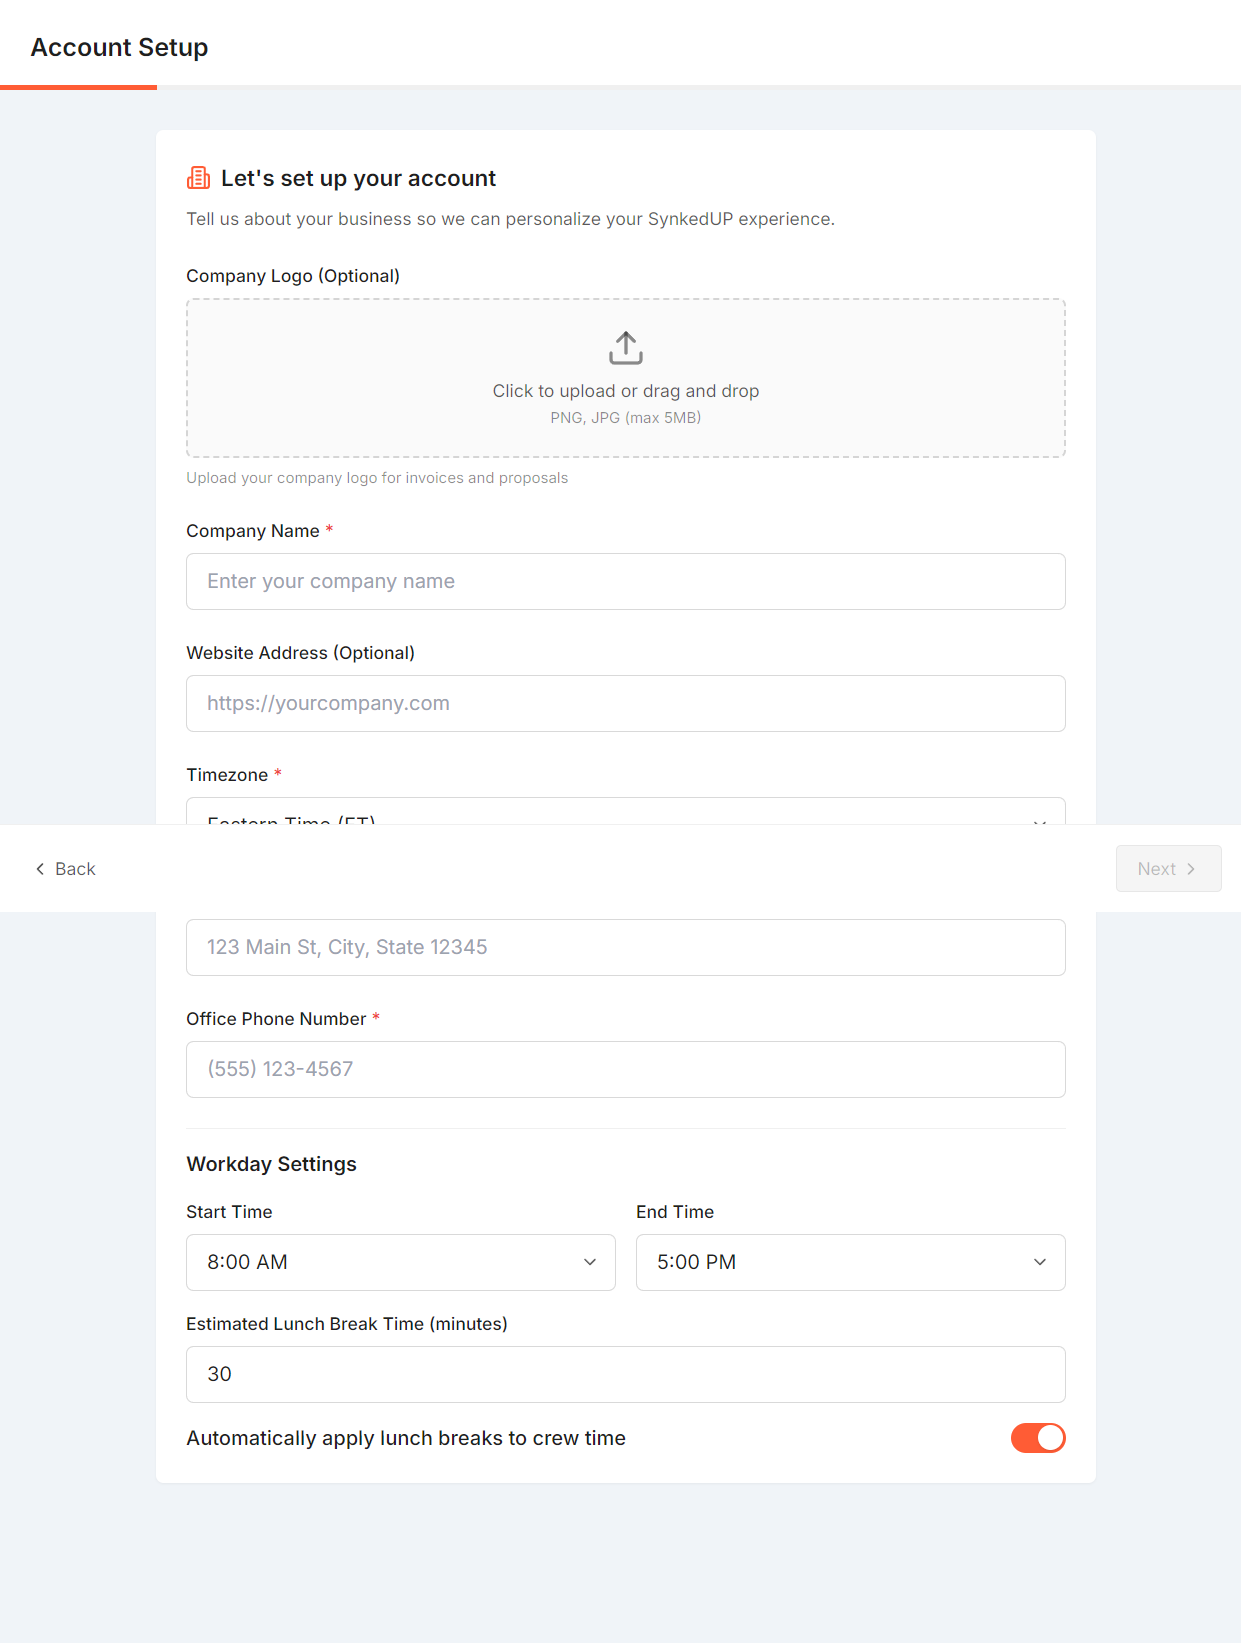 Account Setup
Let's set up your account
Tell us about your business so we can personalize your SynkedUP experience.
Company Logo (Optional)
Click to upload or drag and drop
PNG, JPG (max 5MB)
Upload your company logo for invoices and proposals
Company Name *
Enter your company name
Website Address (Optional)
https://yourcompany.com
Timezone *
Eastern Time (ET)
Back
Next
123 Main St, City, State 12345
Office Phone Number *
(555) 123-4567
Workday Settings
Start Time
End Time
8:00 AM
5:00 PM
Estimated Lunch Break Time (minutes)
30
Automatically apply lunch breaks to crew time